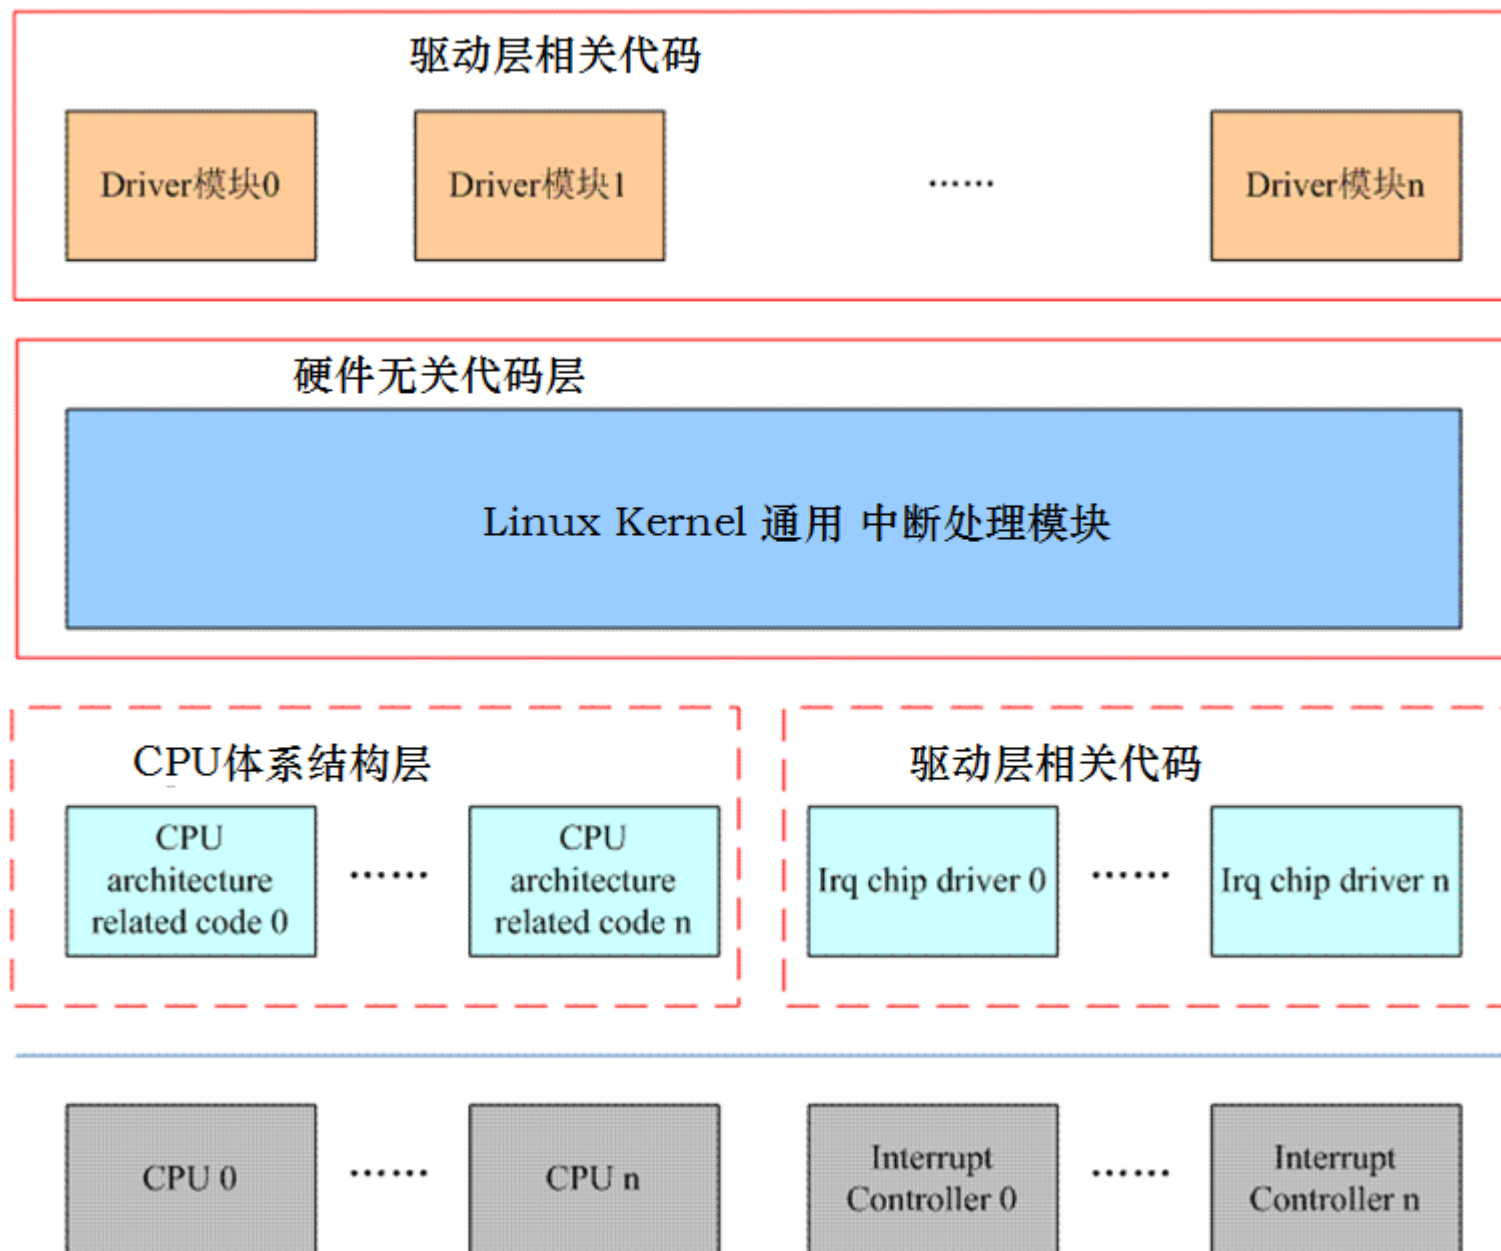 驱动层相关代码
Driver模块0
Driver模块1
······
Driver模块n
硬件无关代码层
Linux Kernel 通用 中断处理模块
CPU体系结构层
CPU
architecture
related code 0
······
CPU
architecture
related code n
驱动层相关代码
Irq chip driver 0
······
Irq chip driver n
CPU 0
······
CPU n
Interrupt
Controller 0
······
Interrupt
Controller n